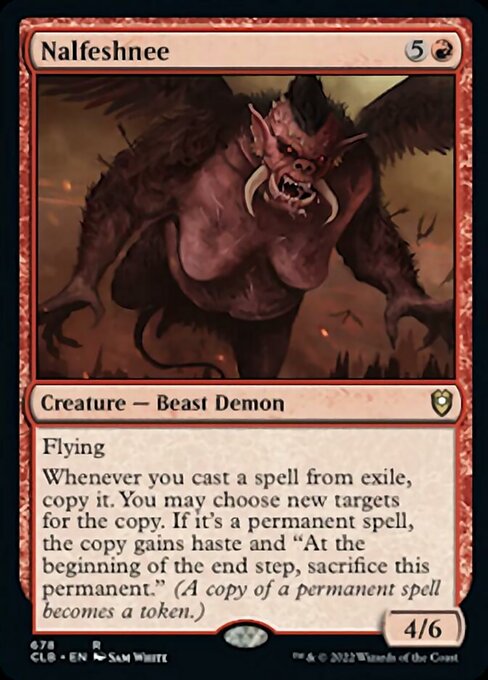 Nalfeshnee 5
Creature — Beast Demon
Flying
Whenever you cast a spell from exile,
copy it. You may choose new targets
for the copy. If it's a permanent spell,
the copy gains haste and “At the
beginning of the end step, sacrifice this
permanent.” (A copy of a permanent spell
becomes a token.)
4/6
678 R
CLB • EN Sam White
™ & © 2022 Wizards of the Coast